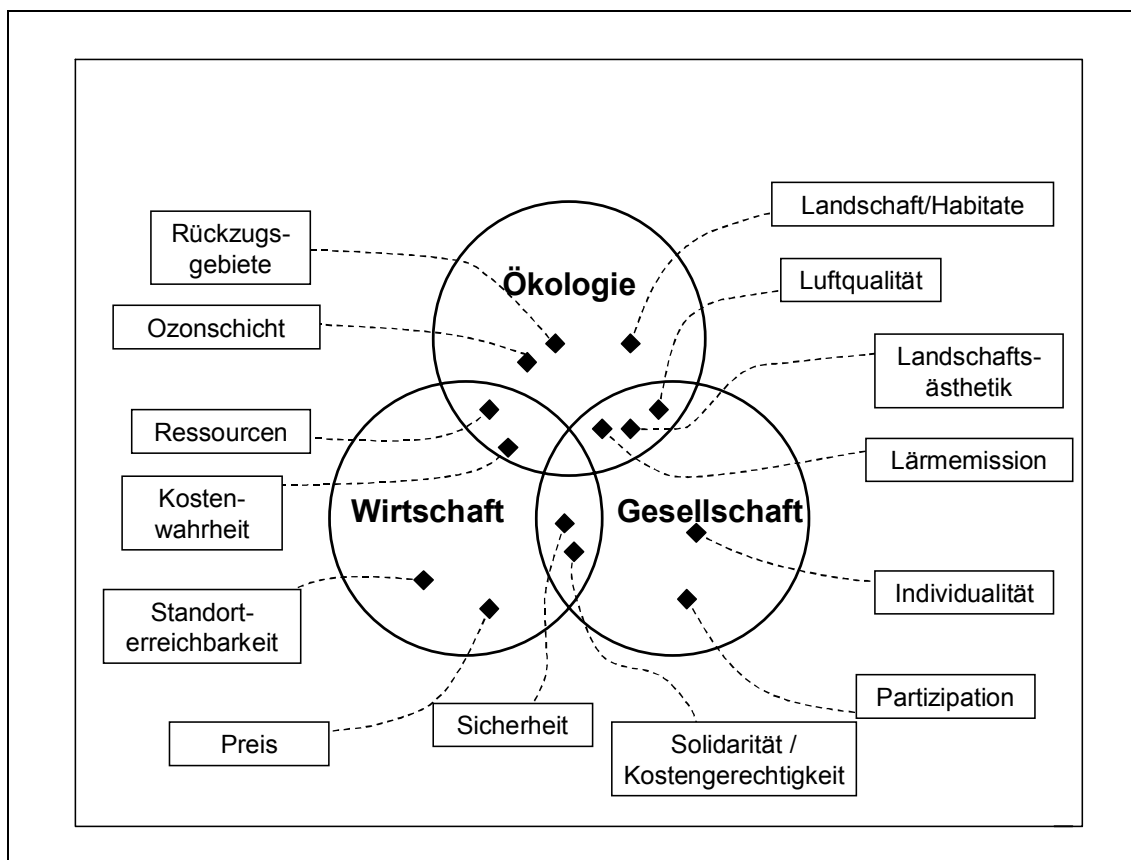 Landschaft/Habitate
Rückzugs-
gebiete
Ökologie
Luftqualität
Ozonschicht
Landschafts-
ästhetik
Ressourcen
Lärmemission
Kosten-
wahrheit
Wirtschaft
Gesellschaft
Individualität
Standort-
erreichbarkeit
Partizipation
Sicherheit
Preis
Solidarität /
Kostengerechtigkeit